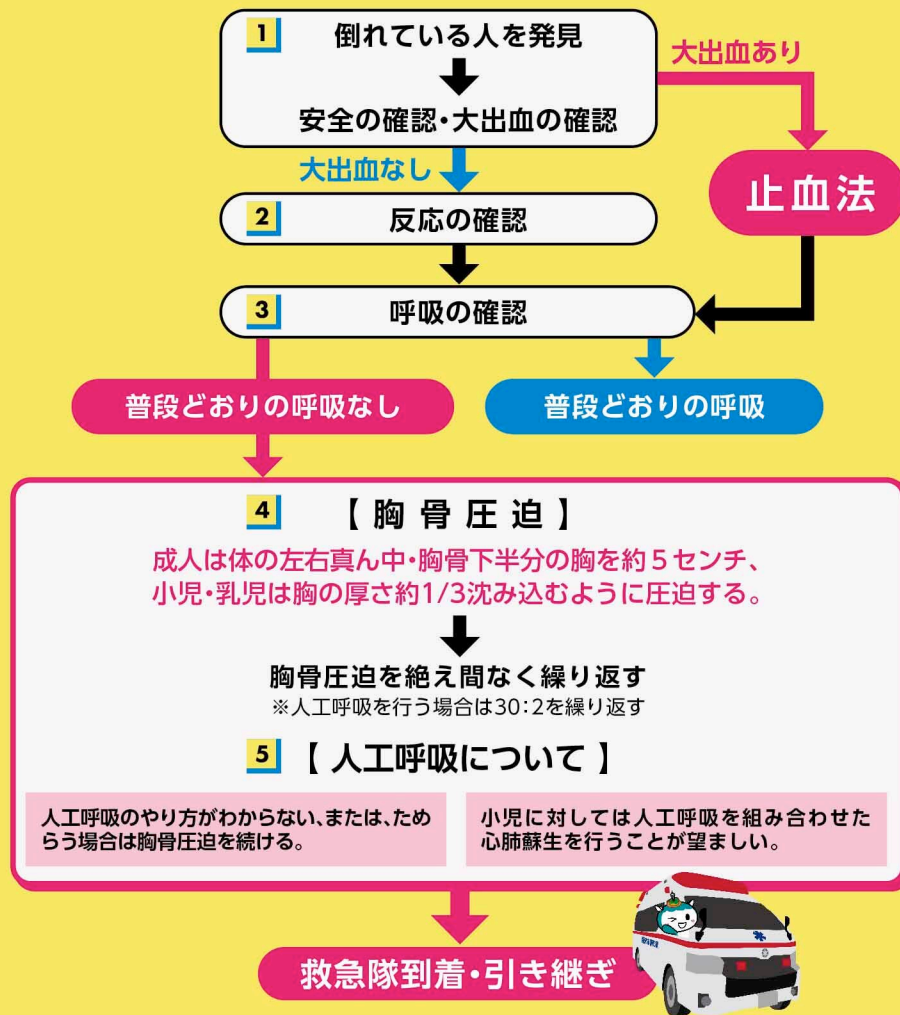 1 倒れている人を発見
安全の確認・大出血の確認
大出血あり
大出血なし
止血法
2 反応の確認
3 呼吸の確認
普段どおりの呼吸なし
普段どおりの呼吸
4 【胸骨圧迫】
成人は体の左右真ん中・胸骨下半分の胸を約5センチ、
小児・乳児は胸の厚さ約1/3沈み込むように圧迫する。
胸骨圧迫を絶え間なく繰り返す
※人工呼吸を行う場合は30:2を繰り返す
5 【人工呼吸について】
人工呼吸のやり方がわからない、または、ため
らう場合は胸骨圧迫を続ける。
小児に対しては人工呼吸を組み合わせた
心肺蘇生を行うことが望ましい。
救急隊到着・引き継ぎ